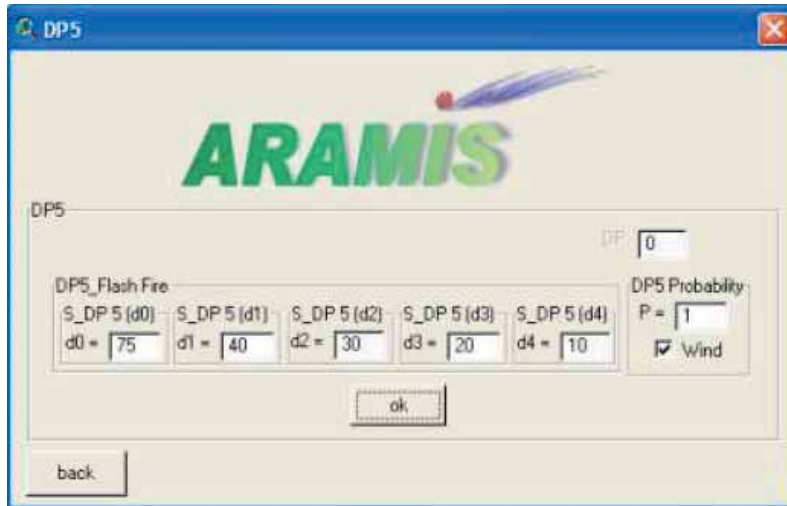 DP5
ARAMIS
DP5
DP 0
DP5_Flash Fire
DP5 Probability
S_DP 5 (d0) S_DP 5 (d1) S_DP 5 (d2) S_DP 5 (d3) S_DP 5 (d4)
d0 = 75 d1 = 40 d2 = 30 d3 = 20 d4 = 10
P = 1
Wind
ok
back